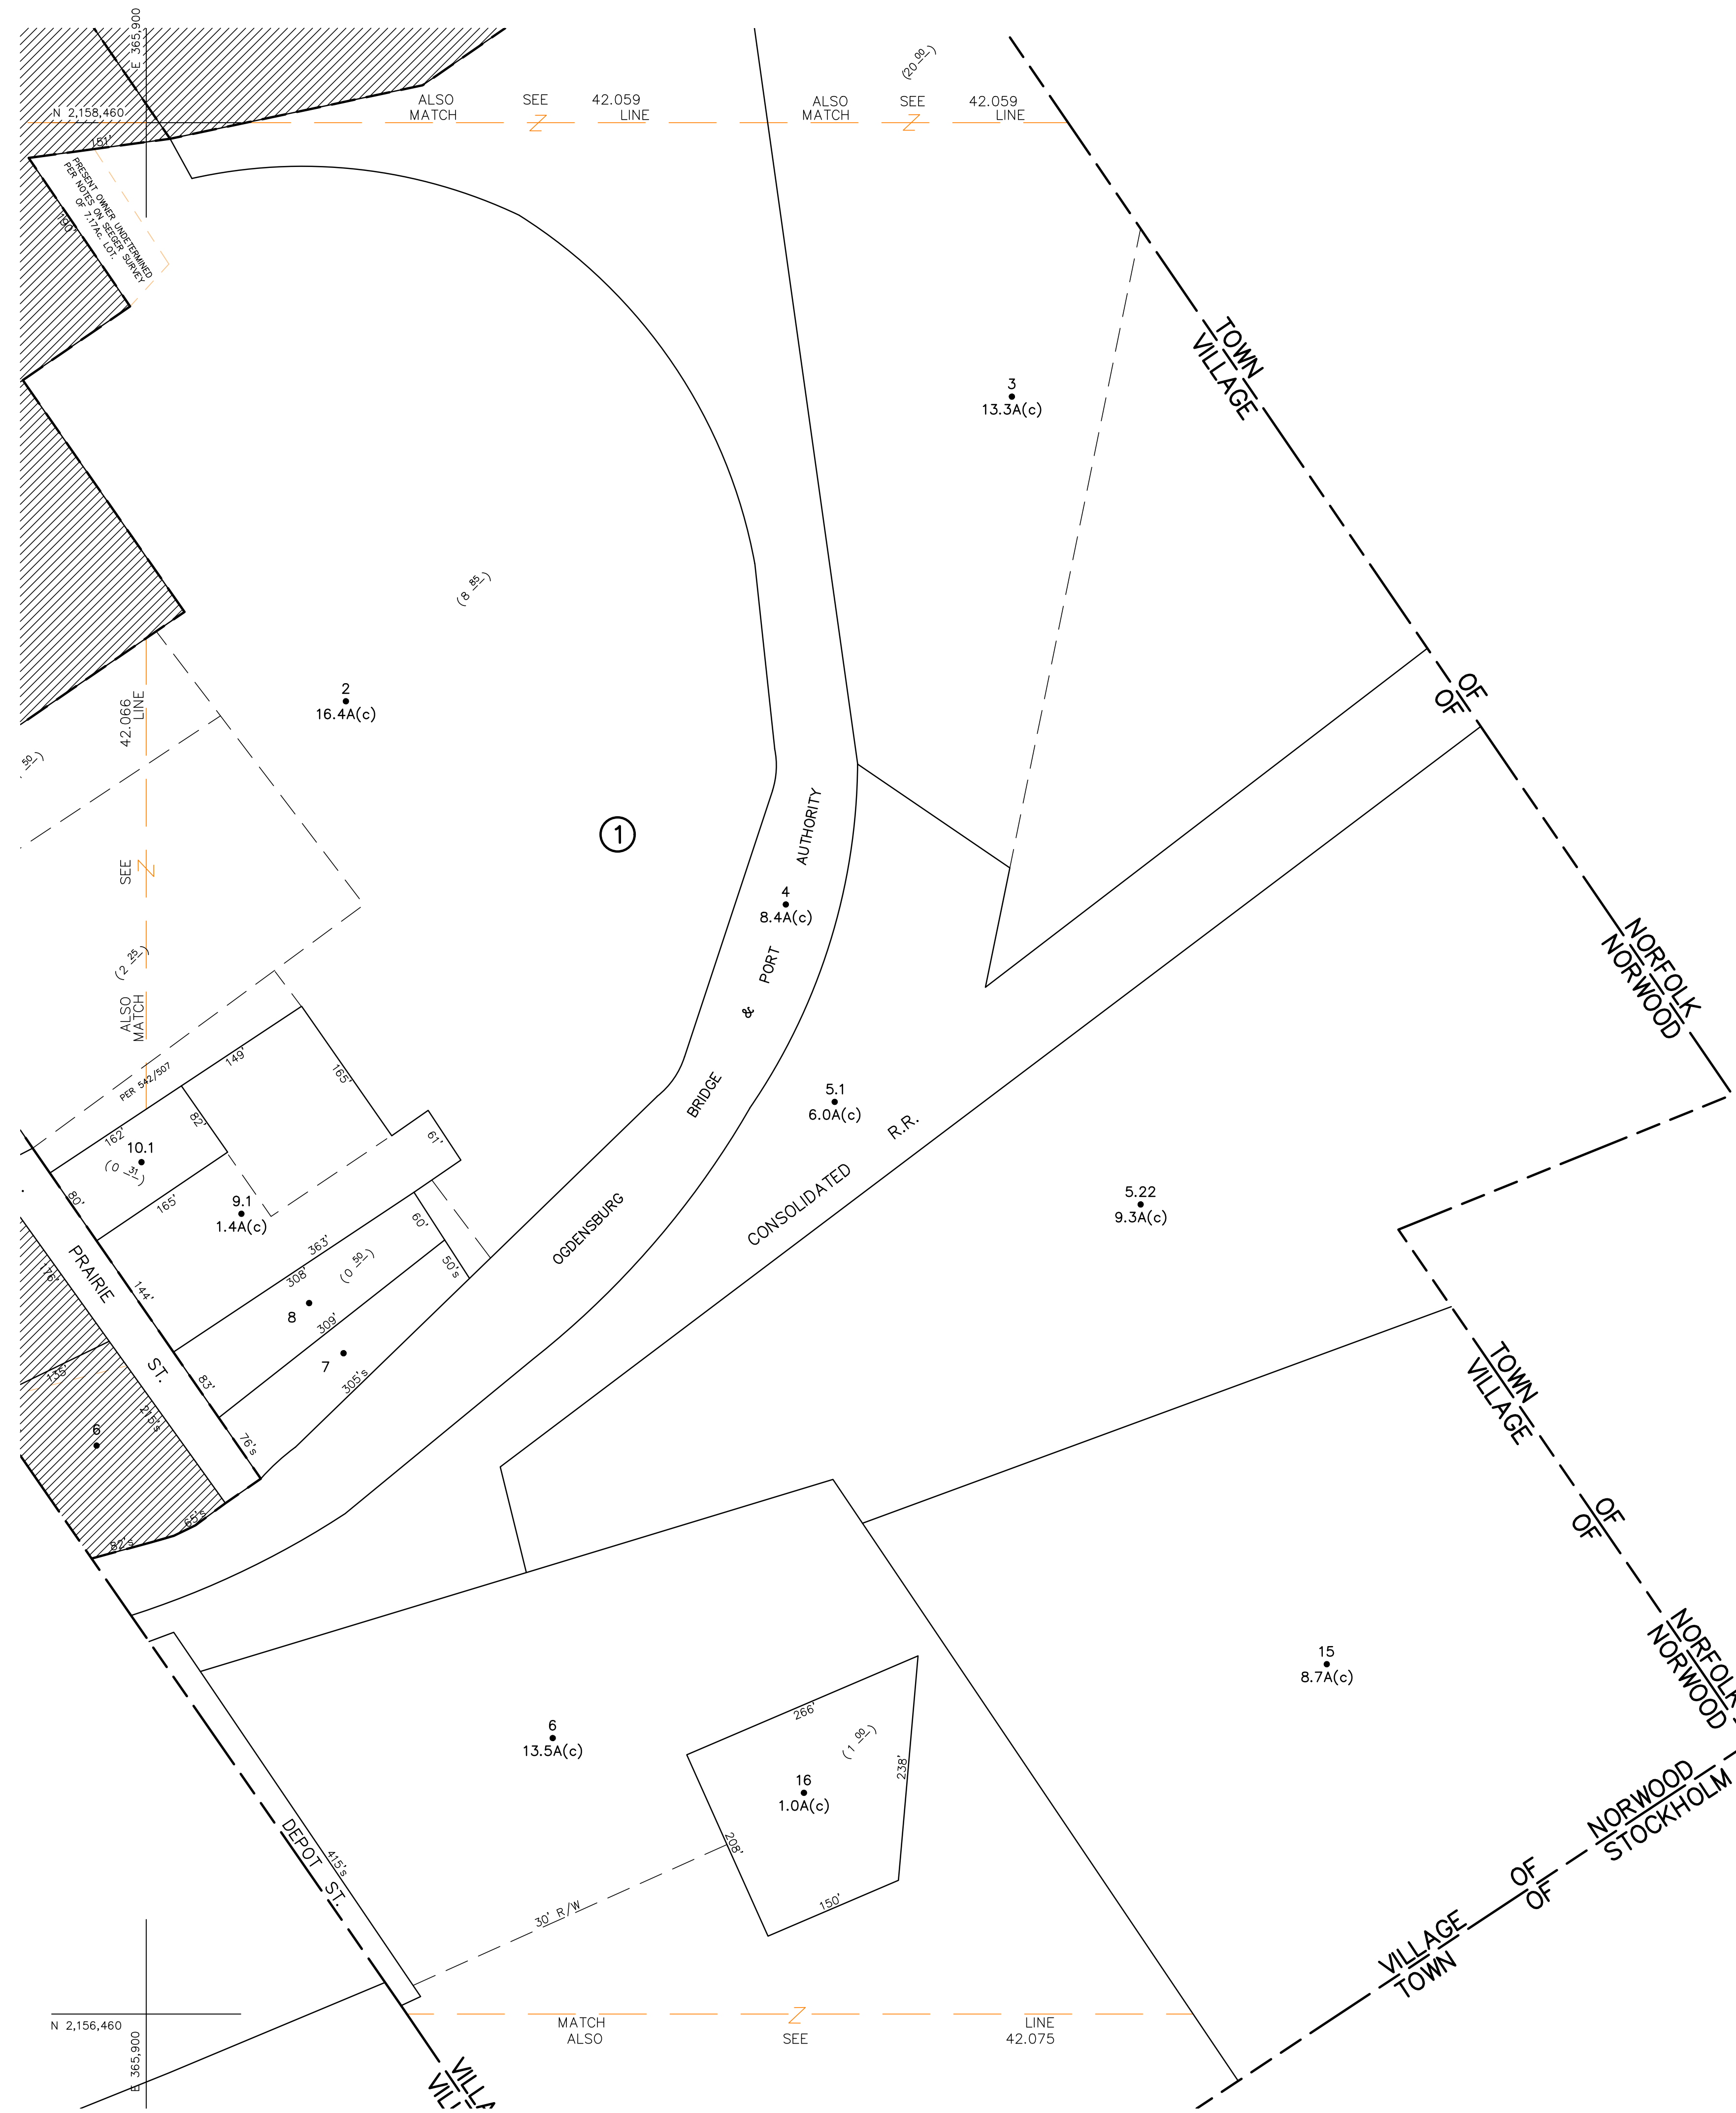 E 365,900
N 2,158,460
ALSO SEE 42.059
MATCH LINE
ALSO SEE 42.059
MATCH LINE
(20 00)
151'
190'
PRESENT OWNER UNDETERMINED
PER NOTES ON SEEGER SURVEY
OF 7.17Ac. LOT.
TOWN
VILLAGE
3
13.3A(c)
(8 85)
2
16.4A(c)
42.066
LINE
SEE
ALSO
MATCH
50)
OF
OF
1
AUTHORITY
4
8.4A(c)
PORT
&
BRIDGE
OGDENSBURG
(2 25)
NORFOLK
NORWOOD
PER 542/507
149'
165'
82'
162'
10.1
(0 31)
80'
165'
9.1
1.4A(c)
61'
5.1
6.0A(c)
R.R.
CONSOLIDATED
5.22
9.3A(c)
PRAIRIE
ST.
176'
144'
363'
308'
60'
50's
(0 50)
8
309'
7
305's
83'
76's
135'
215's
6
65's
82's
TOWN
VILLAGE
OF
OF
NORFOLK
NORWOOD
15
8.7A(c)
6
13.5A(c)
266'
(1 00)
238'
16
1.0A(c)
208'
150'
30' R/W
DEPOT ST.
415's
NORWOOD
STOCKHOLM
OF
OF
VILLAGE
TOWN
N 2,156,460
E 365,900
MATCH LINE
ALSO SEE 42.075